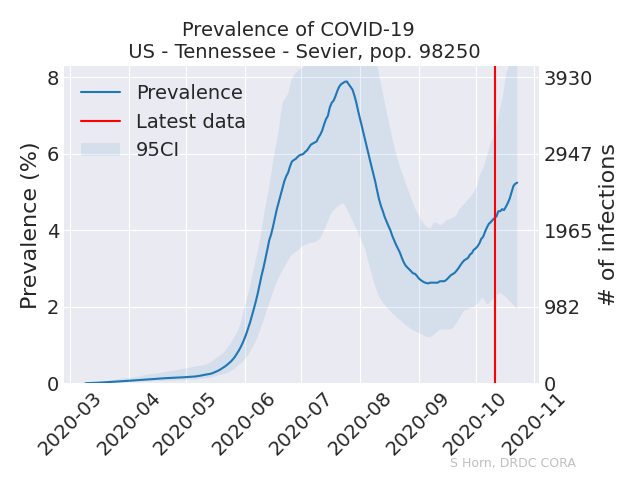 Prevalence of COVID-19
US - Tennessee - Sevier, pop. 98250
Prevalence
Latest data
95CI
Prevalence (%)
8
6
4
2
0
3930
2947
1965
982
0
# of infections
2020-03
2020-04
2020-05
2020-06
2020-07
2020-08
2020-09
2020-10
2020-11
S Horn, DRDC CORA